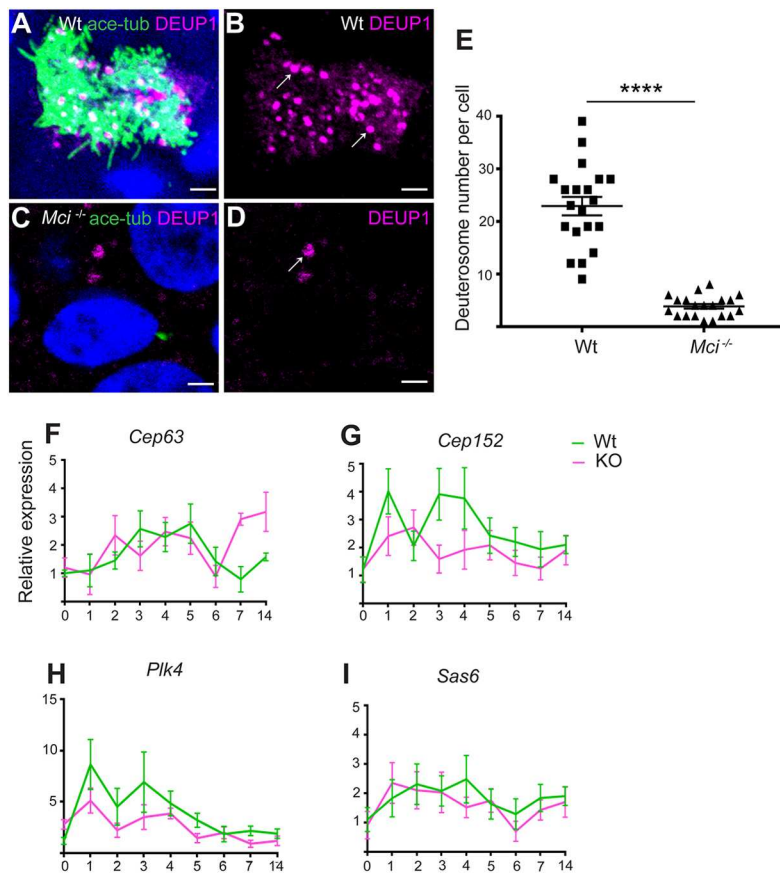 A Wt ace-tub DEUP1
B Wt DEUP1
C Mci -/- ace-tub DEUP1
D DEUP1
E
****
Deuterosome number per cell
40
30
20
10
Wt Mci -/-
F Cep63
Relative expression
5
4
3
2
1
0 1 2 3 4 5 6 7 14
G Cep152
Wt
KO
5
4
3
2
1
0 1 2 3 4 5 6 7 14
H Plk4
15
10
5
0 1 2 3 4 5 6 7 14
I Sas6
5
4
3
2
1
0 1 2 3 4 5 6 7 14